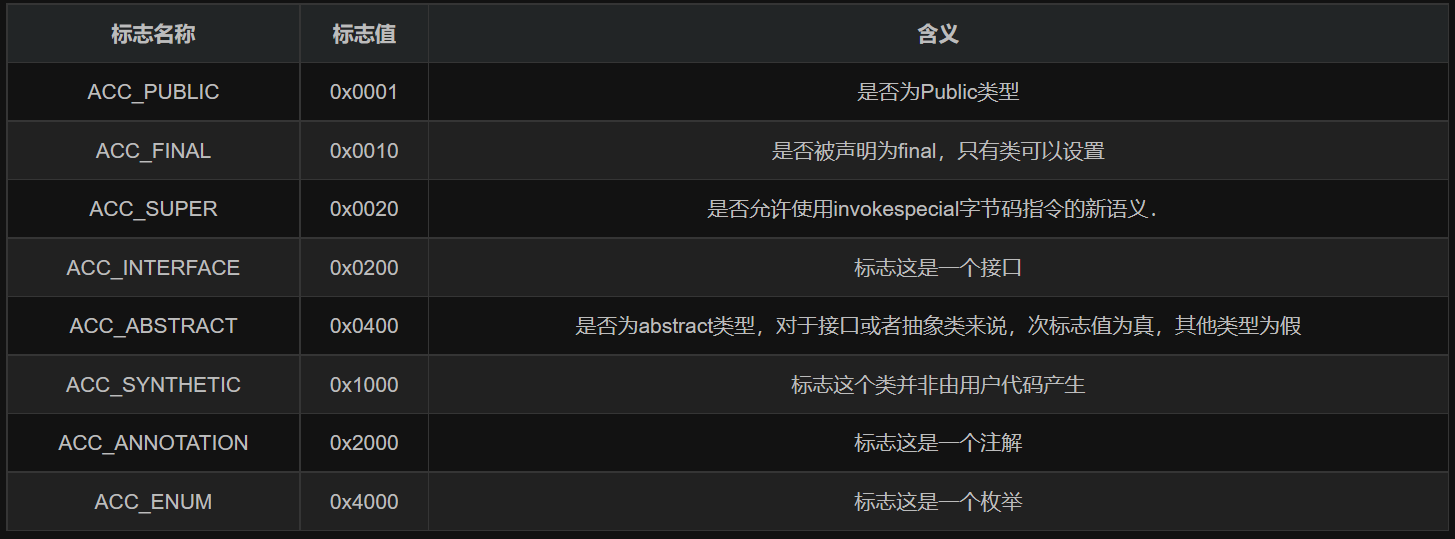 标志名称 标志值 含义
ACC_PUBLIC 0x0001 是否为Public类型
ACC_FINAL 0x0010 是否被声明为final，只有类可以设置
ACC_SUPER 0x0020 是否允许使用invokespecial字节码指令的新语义．
ACC_INTERFACE 0x0200 标志这是一个接口
ACC_ABSTRACT 0x0400 是否为abstract类型，对于接口或者抽象类来说，次标志值为真，其他类型为假
ACC_SYNTHETIC 0x1000 标志这个类并非由用户代码产生
ACC_ANNOTATION 0x2000 标志这是一个注解
ACC_ENUM 0x4000 标志这是一个枚举